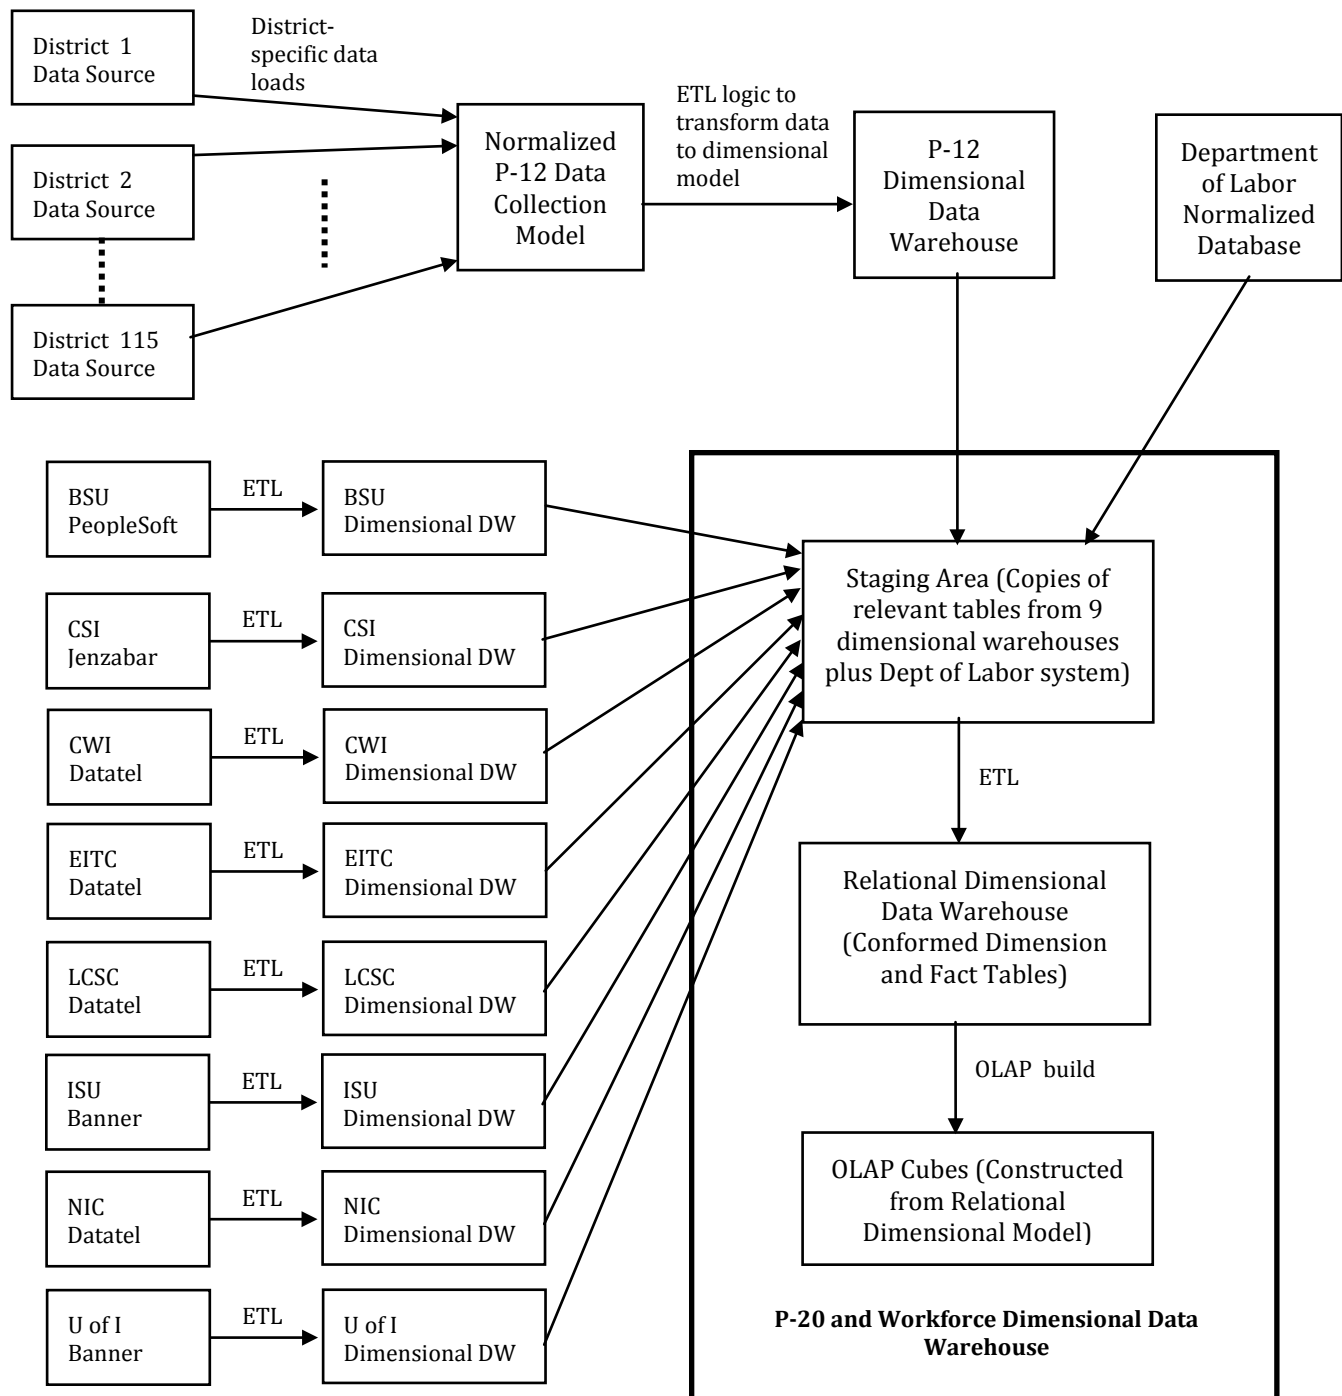 District 1
Data Source
District-
specific data
loads
Normalized
P-12 Data
Collection
Model
ETL logic to
transform data
to dimensional
model
P-12
Dimensional
Data
Warehouse
Department
of Labor
Normalized
Database
District 2
Data Source
District 115
Data Source
BSU
PeopleSoft
ETL
BSU
Dimensional DW
CSI
Jenzabar
ETL
CSI
Dimensional DW
CWI
Datatel
ETL
CWI
Dimensional DW
EITC
Datatel
ETL
EITC
Dimensional DW
LCSC
Datatel
ETL
LCSC
Dimensional DW
ISU
Banner
ETL
ISU
Dimensional DW
NIC
Datatel
ETL
NIC
Dimensional DW
U of I
Banner
ETL
U of I
Dimensional DW
Staging Area (Copies of
relevant tables from 9
dimensional warehouses
plus Dept of Labor system)
ETL
Relational Dimensional
Data Warehouse
(Conformed Dimension
and Fact Tables)
OLAP build
OLAP Cubes (Constructed
from Relational
Dimensional Model)
P-20 and Workforce Dimensional Data
Warehouse